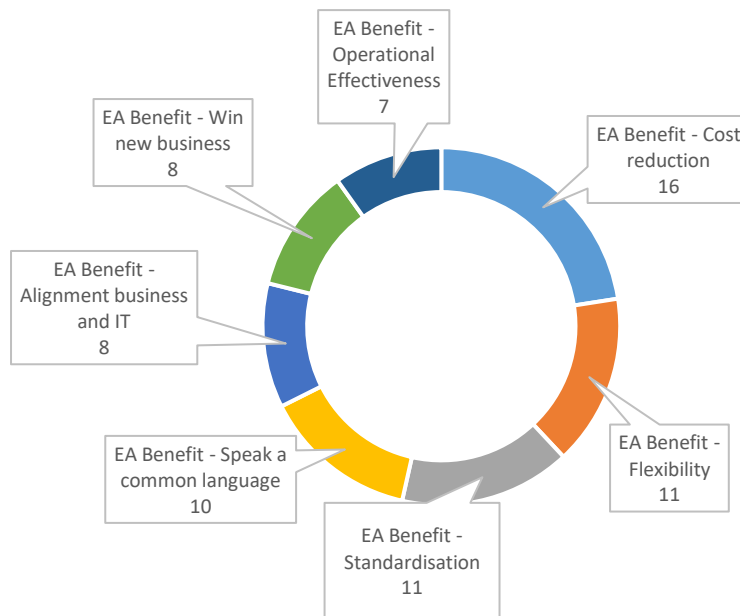 EA Benefit -
Operational
Effectiveness
7
EA Benefit - Cost
reduction
16
EA Benefit - Win
new business
8
EA Benefit -
Alignment business
and IT
8
EA Benefit -
Flexibility
11
EA Benefit - Speak a
common language
10
EA Benefit -
Standardisation
11